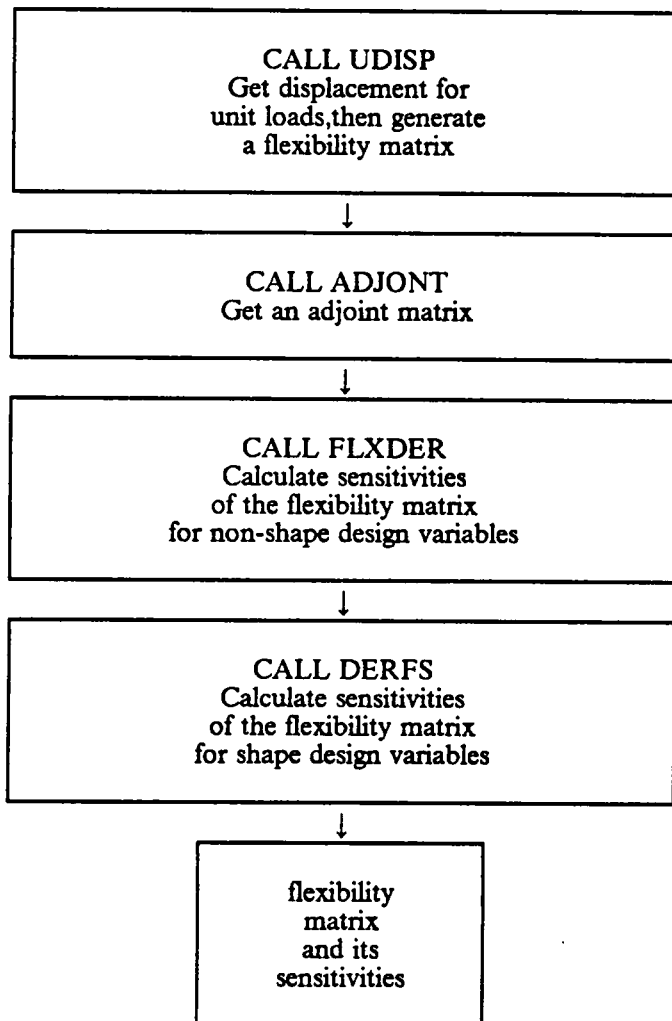 CALL UDISP
Get displacement for
unit loads,then generate
a flexibility matrix
↓
CALL ADJONT
Get an adjoint matrix
↓
CALL FLXDER
Calculate sensitivities
of the flexibility matrix
for non-shape design variables
↓
CALL DERFS
Calculate sensitivities
of the flexibility matrix
for shape design variables
↓
flexibility
matrix
and its
sensitivities